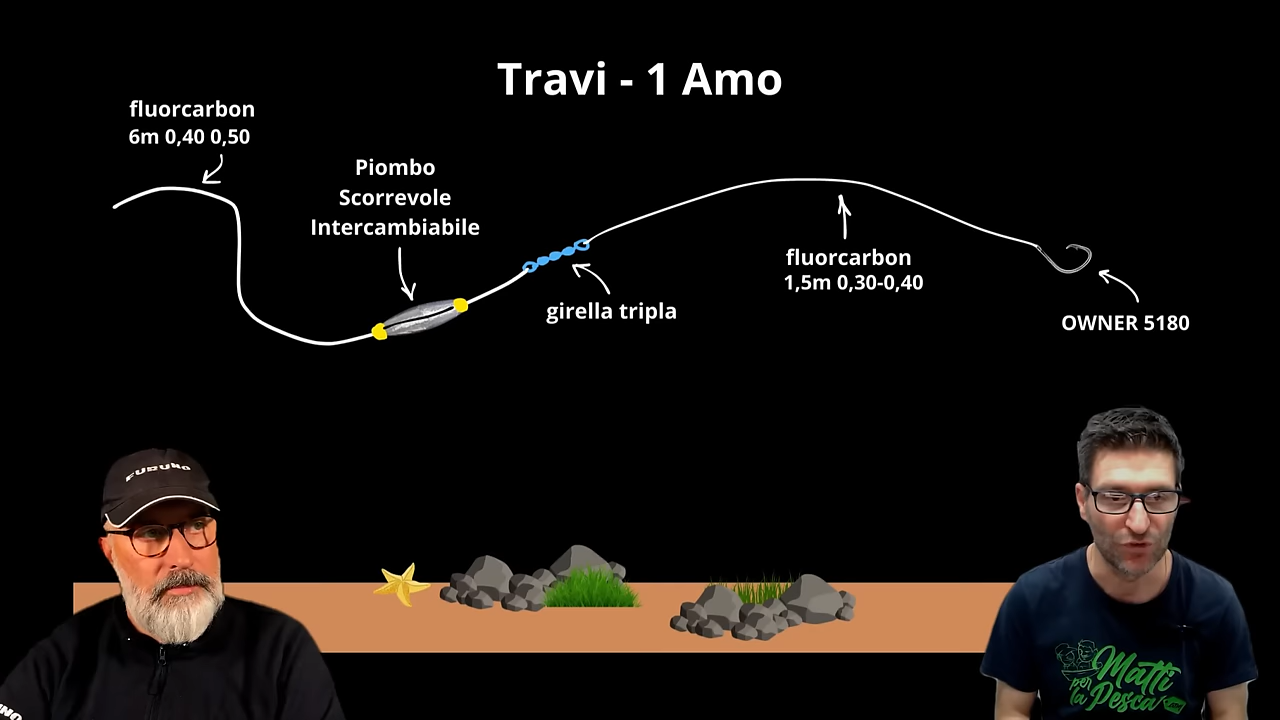 Travi - 1 Amo
fluorcarbon
6m 0,40 0,50
Piombo
Scorrevole
Intercambiabile
girella tripla
fluorcarbon
1,5m 0,30-0,40
OWNER 5180
FURUNO
Matti
per
la Pesca